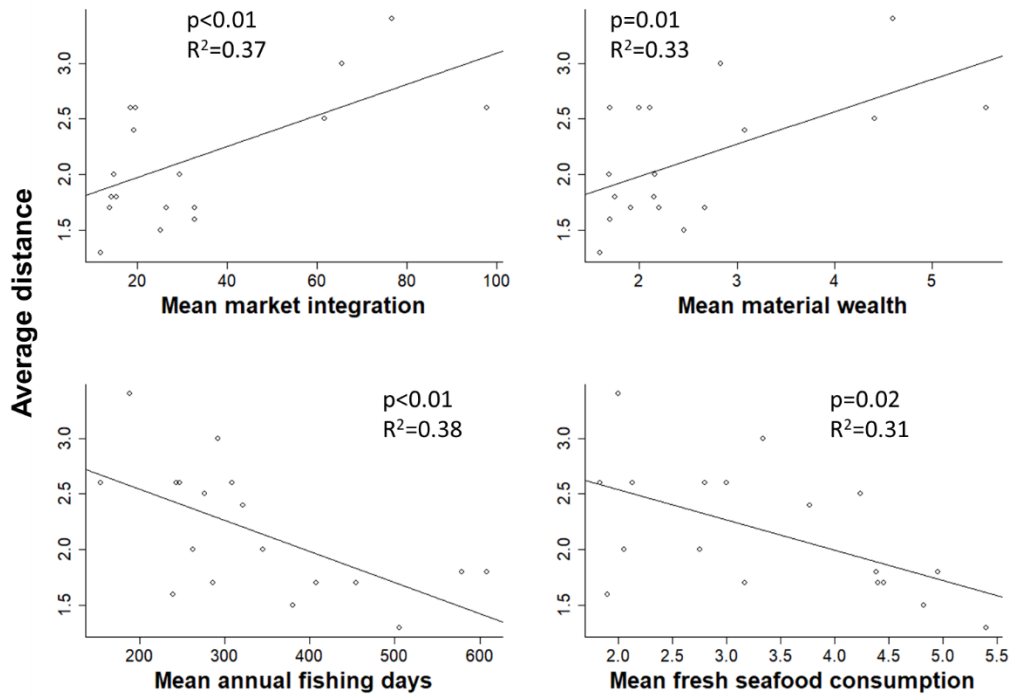 Average distance
p<0.01
R²=0.37
3.0
2.5
2.0
1.5
20 40 60 80 100
Mean market integration
p=0.01
R²=0.33
3.0
2.5
2.0
1.5
2 3 4 5
Mean material wealth
p<0.01
R²=0.38
3.0
2.5
2.0
1.5
200 300 400 500 600
Mean annual fishing days
p=0.02
R²=0.31
3.0
2.5
2.0
1.5
2.0 2.5 3.0 3.5 4.0 4.5 5.0 5.5
Mean fresh seafood consumption